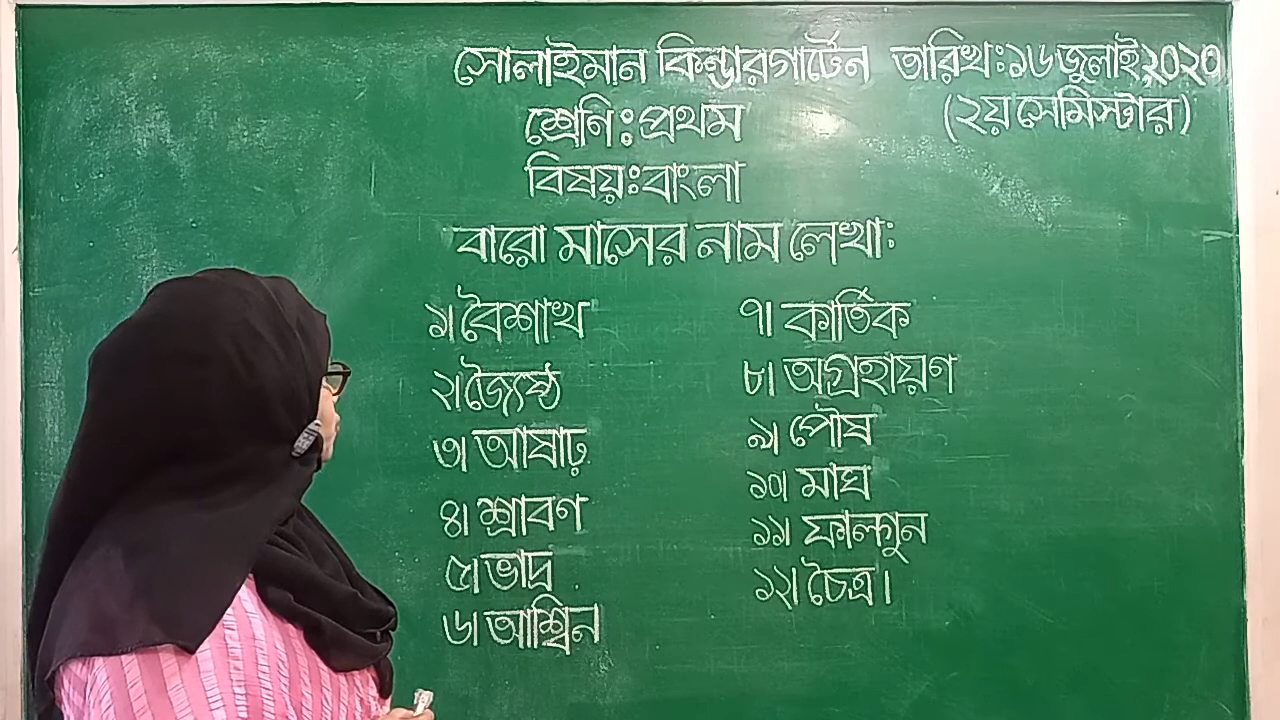 সোলাইমান কিন্ডারগার্টেন তারিখঃ১৬জুলাই,২০২০
শ্রেণিঃপ্রথম (২য়সেমিস্টার)
বিষয়ঃবাংলা
বারো মাসের নাম লেখাঃ
১। বৈশাখ
২। জ্যৈষ্ঠ
৩। আষাঢ়
৪। শ্রাবণ
৫। ভাদ্র
৬। আশ্বিন
৭। কার্তিক
৮। অগ্রহায়ণ
৯। পৌষ
১০। মাঘ
১১। ফাল্গুন
১২। চৈত্র।